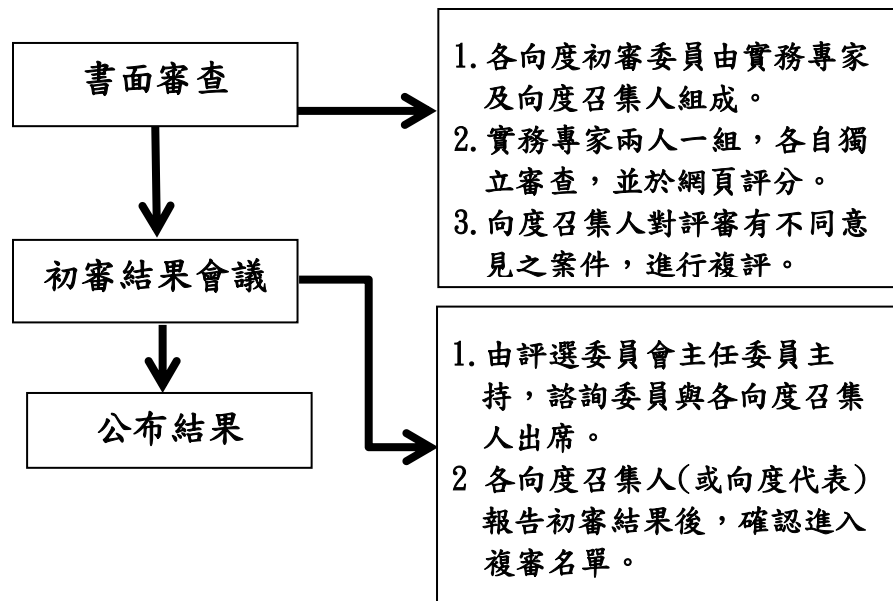 書面審查
1. 各向度初審委員由實務專家
及向度召集人組成。
2. 實務專家兩人一組，各自獨
立審查，並於網頁評分。
3. 向度召集人對評審有不同意
見之案件，進行複評。
初審結果會議
1. 由評選委員會主任委員主
持，諮詢委員與各向度召集
人出席。
2 各向度召集人(或向度代表)
報告初審結果後，確認進入
複審名單。
公布結果